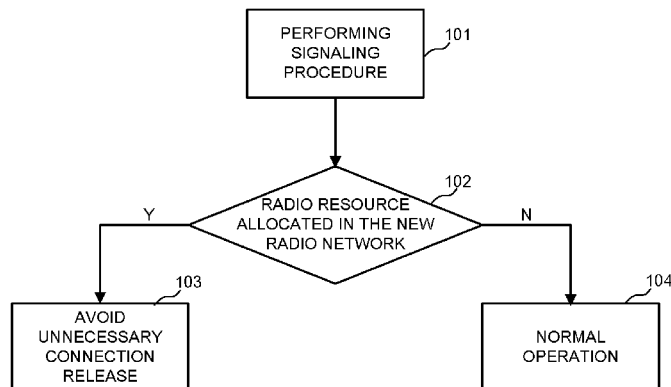 PERFORMING
SIGNALING
PROCEDURE
101
RADIO RESOURCE
ALLOCATED IN THE NEW
RADIO NETWORK
102
Y
N
AVOID
UNNECESSARY
CONNECTION
RELEASE
103
NORMAL
OPERATION
104